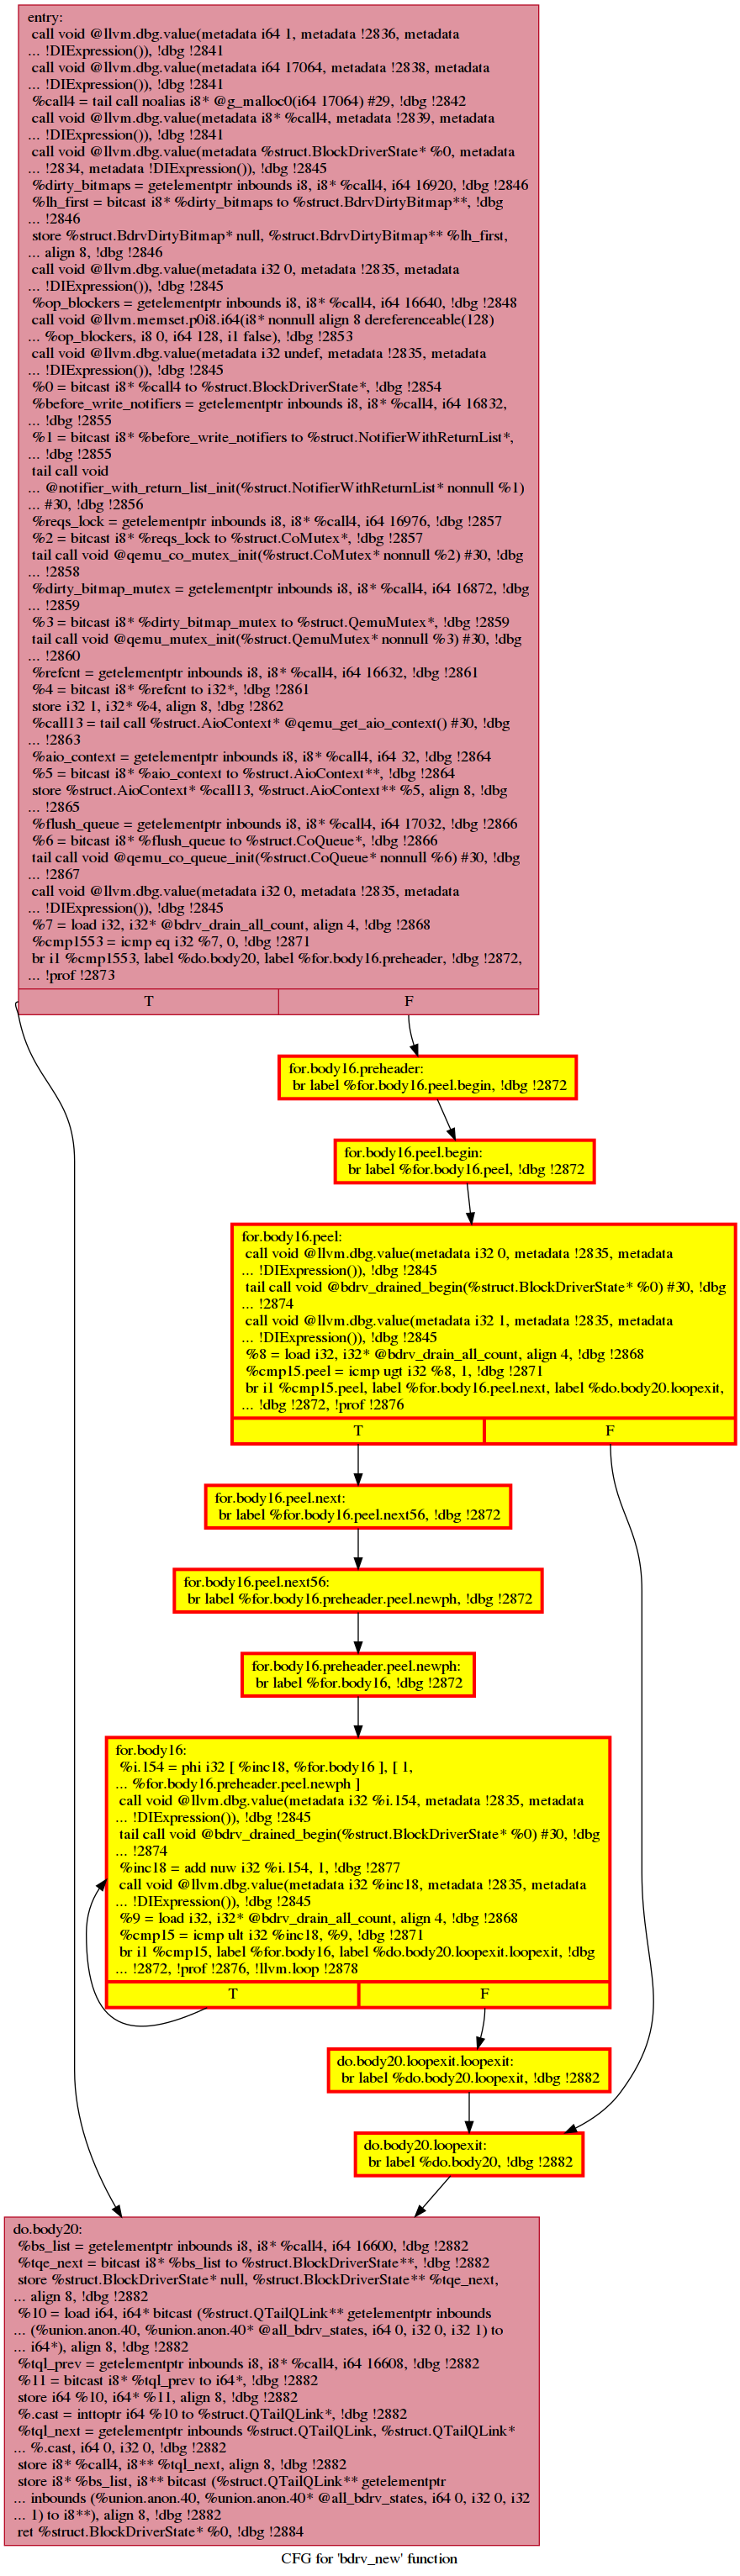 entry:
call void @llvm.dbg.value(metadata i64 1, metadata !2836, metadata
... !DIExpression()), !dbg !2841
call void @llvm.dbg.value(metadata i64 17064, metadata !2838, metadata
... !DIExpression()), !dbg !2841
%call4 = tail call noalias i8* @g_malloc0(i64 17064) #29, !dbg !2842
call void @llvm.dbg.value(metadata i8* %call4, metadata !2839, metadata
... !DIExpression()), !dbg !2841
call void @llvm.dbg.value(metadata %struct.BlockDriverState* %0, metadata
... !2834, metadata !DIExpression()), !dbg !2845
%dirty_bitmaps = getelementptr inbounds i8, i8* %call4, i64 16920, !dbg !2846
%lh_first = bitcast i8* %dirty_bitmaps to %struct.BdrvDirtyBitmap**, !dbg
... !2846
store %struct.BdrvDirtyBitmap* null, %struct.BdrvDirtyBitmap** %lh_first,
... align 8, !dbg !2846
call void @llvm.dbg.value(metadata i32 0, metadata !2835, metadata
... !DIExpression()), !dbg !2845
%op_blockers = getelementptr inbounds i8, i8* %call4, i64 16640, !dbg !2848
call void @llvm.memset.p0i8.i64(i8* nonnull align 8 dereferenceable(128)
... %op_blockers, i8 0, i64 128, i1 false), !dbg !2853
call void @llvm.dbg.value(metadata i32 undef, metadata !2835, metadata
... !DIExpression()), !dbg !2845
%0 = bitcast i8* %call4 to %struct.BlockDriverState*, !dbg !2854
%before_write_notifiers = getelementptr inbounds i8, i8* %call4, i64 16832,
... !dbg !2855
%1 = bitcast i8* %before_write_notifiers to %struct.NotifierWithReturnList*,
... !dbg !2855
tail call void
... @notifier_with_return_list_init(%struct.NotifierWithReturnList* nonnull %1)
... #30, !dbg !2856
%reqs_lock = getelementptr inbounds i8, i8* %call4, i64 16976, !dbg !2857
%2 = bitcast i8* %reqs_lock to %struct.CoMutex*, !dbg !2857
tail call void @qemu_co_mutex_init(%struct.CoMutex* nonnull %2) #30, !dbg
... !2858
%dirty_bitmap_mutex = getelementptr inbounds i8, i8* %call4, i64 16872, !dbg
... !2859
%3 = bitcast i8* %dirty_bitmap_mutex to %struct.QemuMutex*, !dbg !2859
tail call void @qemu_mutex_init(%struct.QemuMutex* nonnull %3) #30, !dbg
... !2860
%refcnt = getelementptr inbounds i8, i8* %call4, i64 16632, !dbg !2861
%4 = bitcast i8* %refcnt to i32*, !dbg !2861
store i32 1, i32* %4, align 8, !dbg !2862
%call13 = tail call %struct.AioContext* @qemu_get_aio_context() #30, !dbg
... !2863
%aio_context = getelementptr inbounds i8, i8* %call4, i64 32, !dbg !2864
%5 = bitcast i8* %aio_context to %struct.AioContext**, !dbg !2864
store %struct.AioContext* %call13, %struct.AioContext** %5, align 8, !dbg
... !2865
%flush_queue = getelementptr inbounds i8, i8* %call4, i64 17032, !dbg !2866
%6 = bitcast i8* %flush_queue to %struct.CoQueue*, !dbg !2866
tail call void @qemu_co_queue_init(%struct.CoQueue* nonnull %6) #30, !dbg
... !2867
call void @llvm.dbg.value(metadata i32 0, metadata !2835, metadata
... !DIExpression()), !dbg !2845
%7 = load i32, i32* @bdrv_drain_all_count, align 4, !dbg !2868
%cmp1553 = icmp eq i32 %7, 0, !dbg !2871
br i1 %cmp1553, label %do.body20, label %for.body16.preheader, !dbg !2872,
... !prof !2873
T F
for.body16.preheader:
br label %for.body16.peel.begin, !dbg !2872
for.body16.peel.begin:
br label %for.body16.peel, !dbg !2872
for.body16.peel:
call void @llvm.dbg.value(metadata i32 0, metadata !2835, metadata
... !DIExpression()), !dbg !2845
tail call void @bdrv_drained_begin(%struct.BlockDriverState* %0) #30, !dbg
... !2874
call void @llvm.dbg.value(metadata i32 1, metadata !2835, metadata
... !DIExpression()), !dbg !2845
%8 = load i32, i32* @bdrv_drain_all_count, align 4, !dbg !2868
%cmp15.peel = icmp ugt i32 %8, 1, !dbg !2871
br i1 %cmp15.peel, label %for.body16.peel.next, label %do.body20.loopexit,
... !dbg !2872, !prof !2876
T F
for.body16.peel.next:
br label %for.body16.peel.next56, !dbg !2872
for.body16.peel.next56:
br label %for.body16.preheader.peel.newph, !dbg !2872
for.body16.preheader.peel.newph:
br label %for.body16, !dbg !2872
for.body16:
%i.154 = phi i32 [ %inc18, %for.body16 ], [ 1,
... %for.body16.preheader.peel.newph ]
call void @llvm.dbg.value(metadata i32 %i.154, metadata !2835, metadata
... !DIExpression()), !dbg !2845
tail call void @bdrv_drained_begin(%struct.BlockDriverState* %0) #30, !dbg
... !2874
%inc18 = add nuw i32 %i.154, 1, !dbg !2877
call void @llvm.dbg.value(metadata i32 %inc18, metadata !2835, metadata
... !DIExpression()), !dbg !2845
%9 = load i32, i32* @bdrv_drain_all_count, align 4, !dbg !2868
%cmp15 = icmp ult i32 %inc18, %9, !dbg !2871
br i1 %cmp15, label %for.body16, label %do.body20.loopexit.loopexit, !dbg
... !2872, !prof !2876, !llvm.loop !2878
T F
do.body20.loopexit.loopexit:
br label %do.body20.loopexit, !dbg !2882
do.body20.loopexit:
br label %do.body20, !dbg !2882
do.body20:
%bs_list = getelementptr inbounds i8, i8* %call4, i64 16600, !dbg !2882
%tqe_next = bitcast i8* %bs_list to %struct.BlockDriverState**, !dbg !2882
store %struct.BlockDriverState* null, %struct.BlockDriverState** %tqe_next,
... align 8, !dbg !2882
%10 = load i64, i64* bitcast (%struct.QTailQLink** getelementptr inbounds
... (%union.anon.40, %union.anon.40* @all_bdrv_states, i64 0, i32 0, i32 1) to
... i64*), align 8, !dbg !2882
%tql_prev = getelementptr inbounds i8, i8* %call4, i64 16608, !dbg !2882
%11 = bitcast i8* %tql_prev to i64*, !dbg !2882
store i64 %10, i64* %11, align 8, !dbg !2882
%.cast = inttoptr i64 %10 to %struct.QTailQLink*, !dbg !2882
%tql_next = getelementptr inbounds %struct.QTailQLink, %struct.QTailQLink*
... %.cast, i64 0, i32 0, !dbg !2882
store i8* %call4, i8** %tql_next, align 8, !dbg !2882
store i8* %bs_list, i8** bitcast (%struct.QTailQLink** getelementptr
... inbounds (%union.anon.40, %union.anon.40* @all_bdrv_states, i64 0, i32 0, i32
... 1) to i8**), align 8, !dbg !2882
ret %struct.BlockDriverState* %0, !dbg !2884
CFG for 'bdrv_new' function